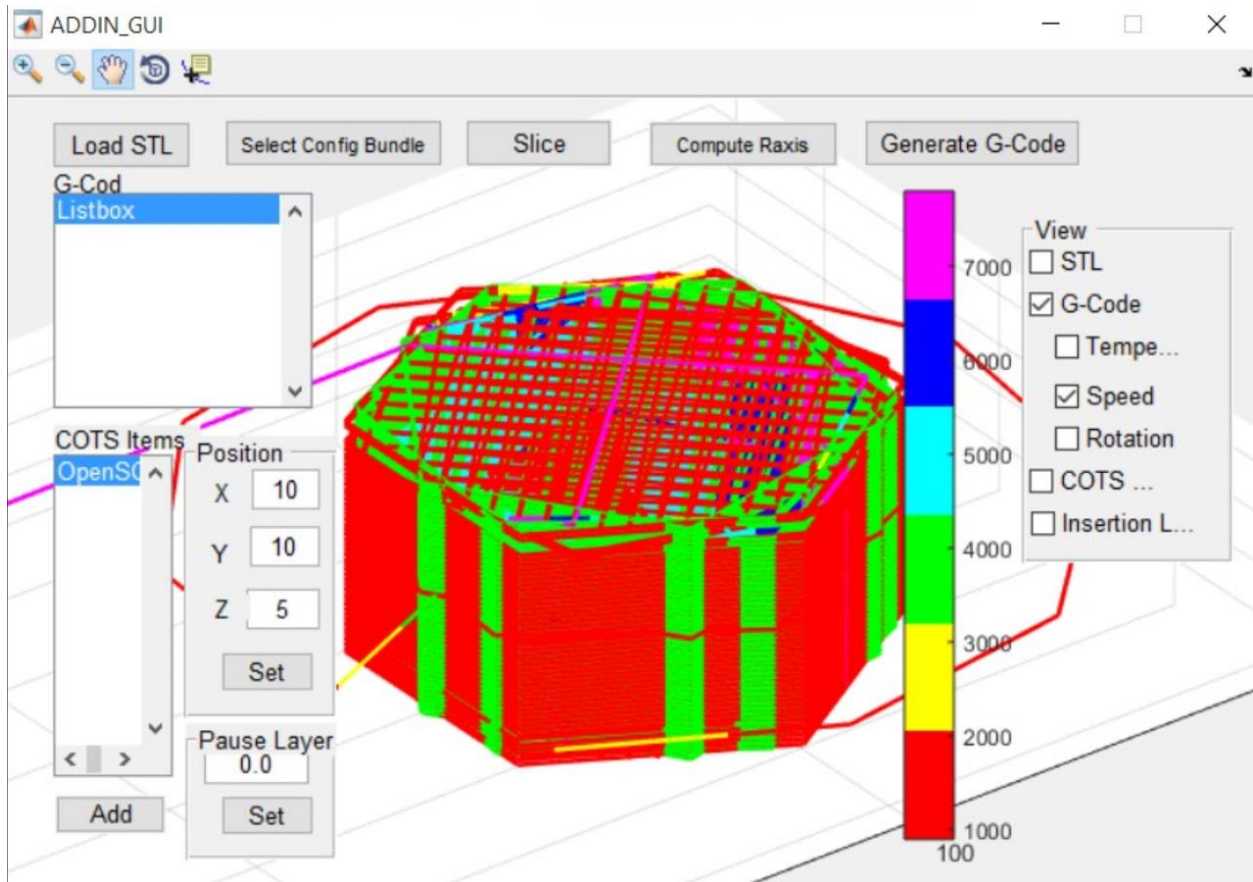 ADDIN_GUI
Load STL
Select Config Bundle
Slice
Compute Raxis
Generate G-Code
G-Cod
Listbox
COTS Items
OpenSC
Add
Position
X 10
Y 10
Z 5
Set
Pause Layer
0.0
Set
7000
6000
5000
4000
3000
2000
1000
100
View
STL
G-Code
Tempe...
Speed
Rotation
COTS ...
Insertion L...